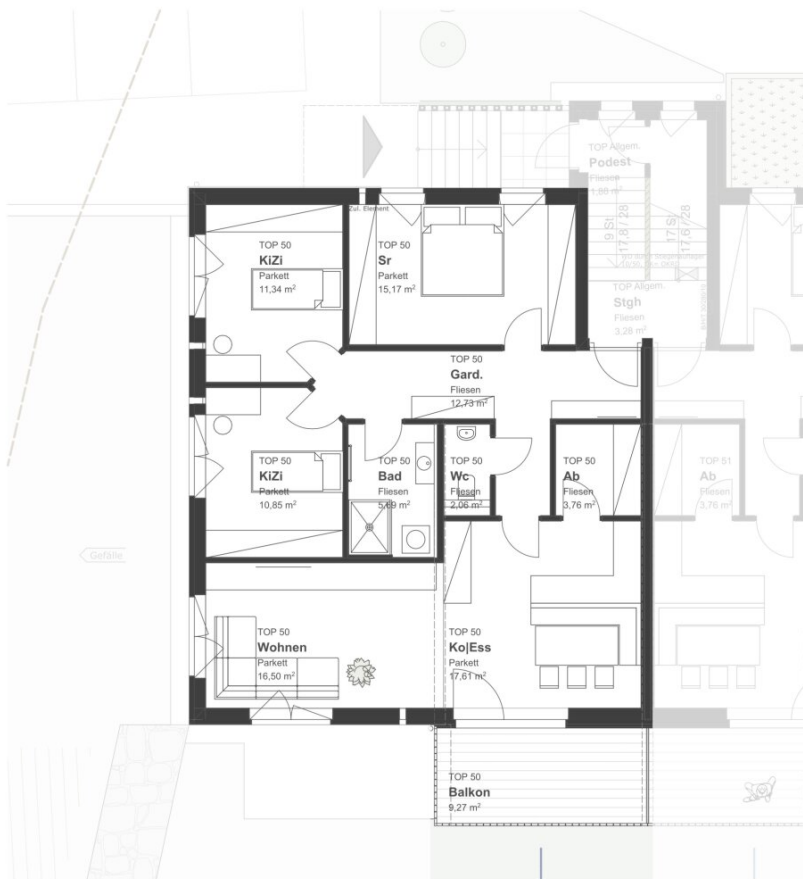 TOP Allgem.
Podest
Fliesen
1,88 m²
9 St
17.8 / 28
17 St
17.6 / 28
TOP Allgem.
Stgh
Fliesen
3.28 m²
Zul. Element
TOP 50
KiZi
Parkett
11,34 m²
TOP 50
Sr
Parkett
15,17 m²
TOP 50
Gard.
Fliesen
12,73 m²
TOP 50
KiZi
Parkett
10,85 m²
TOP 50
Bad
Fliesen
5,69 m²
TOP 50
Wc
Fliesen
2,06 m²
TOP 50
Ab
Fliesen
3,76 m²
TOP 51
Ab
Fliesen
3,76 m²
Gefälle
TOP 50
Wohnen
Parkett
16,50 m²
TOP 50
Ko|Ess
Parkett
17,61 m²
TOP 50
Balkon
9,27 m²